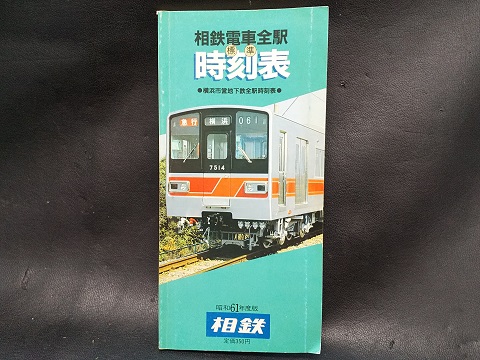 相鉄電車全駅
標準
時刻表
●横浜市営地下鉄全駅時刻表●
急行 横浜 061
7514
昭和61年度版
相鉄
定価350円